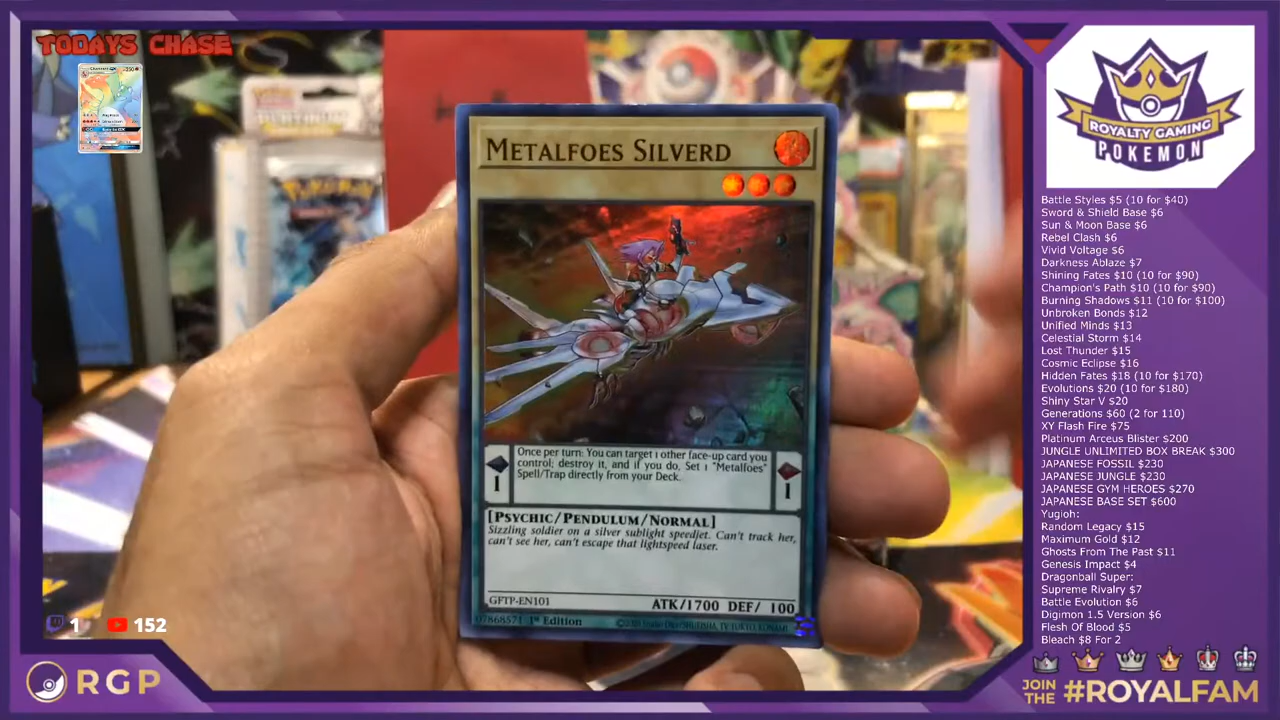 TODAYS CHASE
METALFOES SILVERD
Once per turn: You can target 1 other face-up card you
control; destroy it, and if you do, Set 1 "Metalfoes"
Spell/Trap directly from your Deck.
1
1
[PSYCHIC/PENDULUM/NORMAL]
Sizzling soldier on a silver sublight speedjet. Can't track her,
can't see her, can't escape that lightspeed laser.
GFTP-EN101
ATK/1700 DEF/ 100
07868571 1st Edition
POKEMON
1
152
RGP
ROYALTY GAMING
POKEMON
Battle Styles $5 (10 for $40)
Sword & Shield Base $6
Sun & Moon Base $6
Rebel Clash $6
Vivid Voltage $6
Darkness Ablaze $7
Shining Fates $10 (10 for $90)
Champion's Path $10 (10 for $90)
Burning Shadows $11 (10 for $100)
Unbroken Bonds $12
Unified Minds $13
Celestial Storm $14
Lost Thunder $15
Cosmic Eclipse $16
Hidden Fates $18 (10 for $170)
Evolutions $20 (10 for $180)
Shiny Star V $20
Generations $60 (2 for 110)
XY Flash Fire $75
Platinum Arceus Blister $200
JUNGLE UNLIMITED BOX BREAK $300
JAPANESE FOSSIL $230
JAPANESE JUNGLE $230
JAPANESE GYM HEROES $270
JAPANESE BASE SET $600
Yugioh:
Random Legacy $15
Maximum Gold $12
Ghosts From The Past $11
Genesis Impact $4
Dragonball Super:
Supreme Rivalry $7
Battle Evolution $6
Digimon 1.5 Version $6
Flesh Of Blood $5
Bleach $8 For 2
JOIN
THE
#ROYALFAM